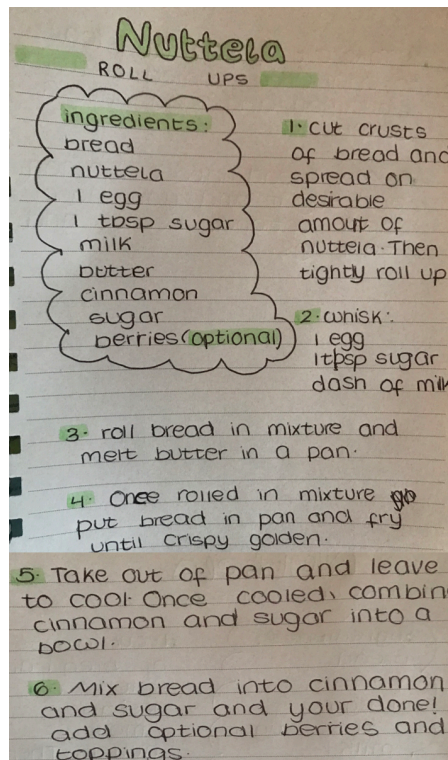 Nuttela
ROLL UPS
ingredients:
bread
nuttela
1 egg
1 tbsp sugar
milk
butter
cinnamon
sugar
berries (optional)
1. cut crusts
of bread and
spread on
desirable
amout of
nuttela. Then
tightly roll up
2. whisk:
1 egg
1tbsp sugar
dash of milk
3. roll bread in mixture and
melt butter in a pan.
4. Once rolled in mixture
put bread in pan and fry
until crispy golden.
5. Take out of pan and leave
to cool. Once cooled, combin
cinnamon and sugar into a
bowl.
6. Mix bread into cinnamon
and sugar and your done!
add optional berries and
toppings.